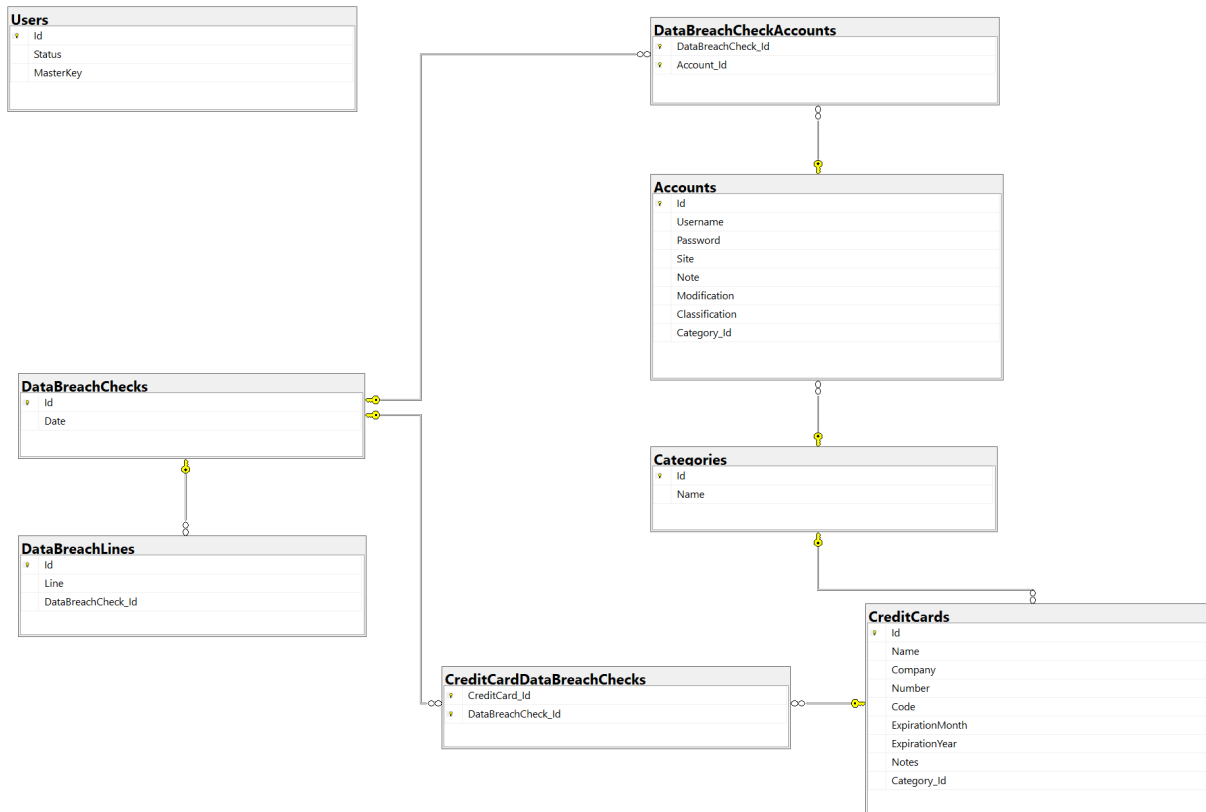 Users
Id
Status
MasterKey
DataBreachCheckAccounts
DataBreachCheck_Id
Account_Id
Accounts
Id
Username
Password
Site
Note
Modification
Classification
Category_Id
DataBreachChecks
Id
Date
Categories
Id
Name
DataBreachLines
Id
Line
DataBreachCheck_Id
CreditCards
Id
Name
Company
Number
Code
ExpirationMonth
ExpirationYear
Notes
Category_Id
CreditCardDataBreachChecks
CreditCard_Id
DataBreachCheck_Id